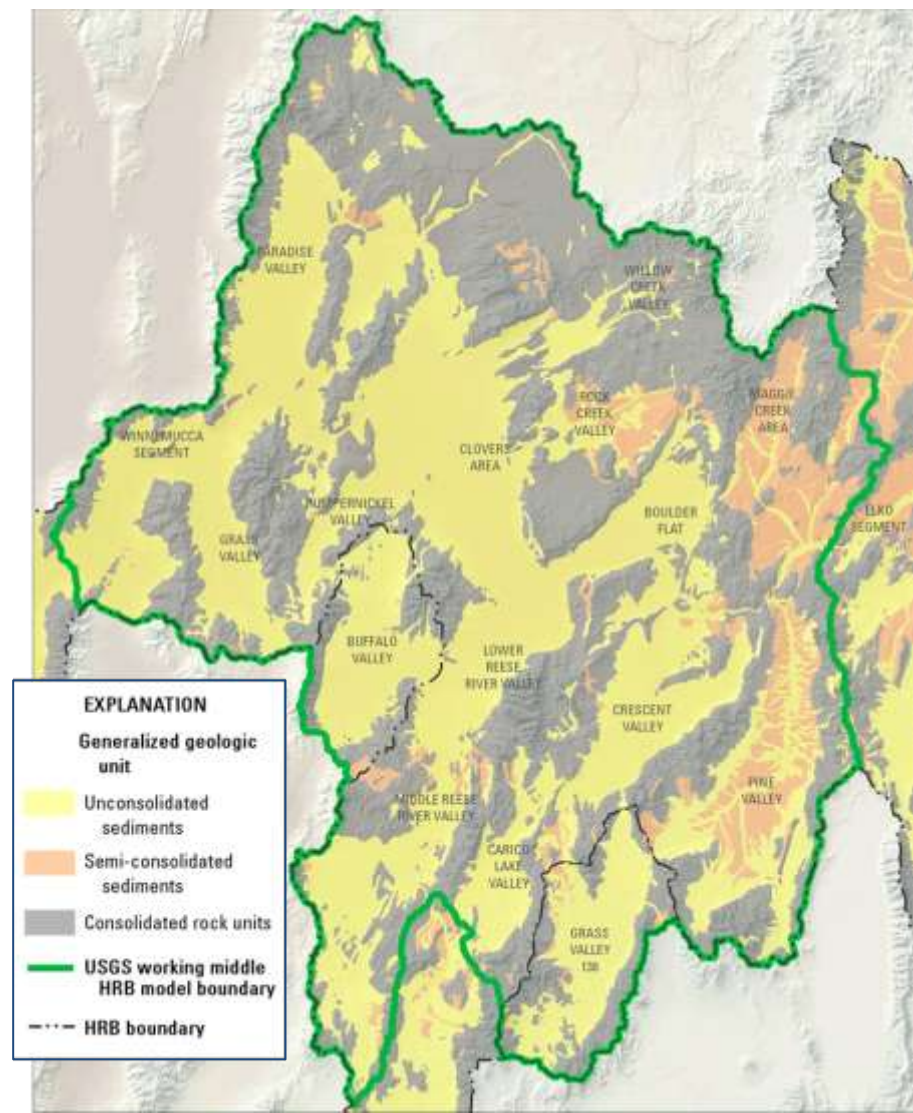 PARADISE
VALLEY
WILLOW
CREEK
VALLEY
ROCK
CREEK
VALLEY
MAGGIE
CREEK
AREA
WINNEMUCCA
SEGMENT
CLOVERS
AREA
PUMPERNICKEL
VALLEY
BOULDER
FLAT
ELKO
SEGMENT
GRASS
VALLEY
BUFFALO
VALLEY
LOWER
REESE
RIVER VALLEY
CRESCENT
VALLEY
PINE
VALLEY
MIDDLE REESE
RIVER VALLEY
CARICO
LAKE
VALLEY
GRASS
VALLEY
138
EXPLANATION
Generalized geologic
unit
Unconsolidated
sediments
Semi-consolidated
sediments
Consolidated rock units
USGS working middle
HRB model boundary
HRB boundary